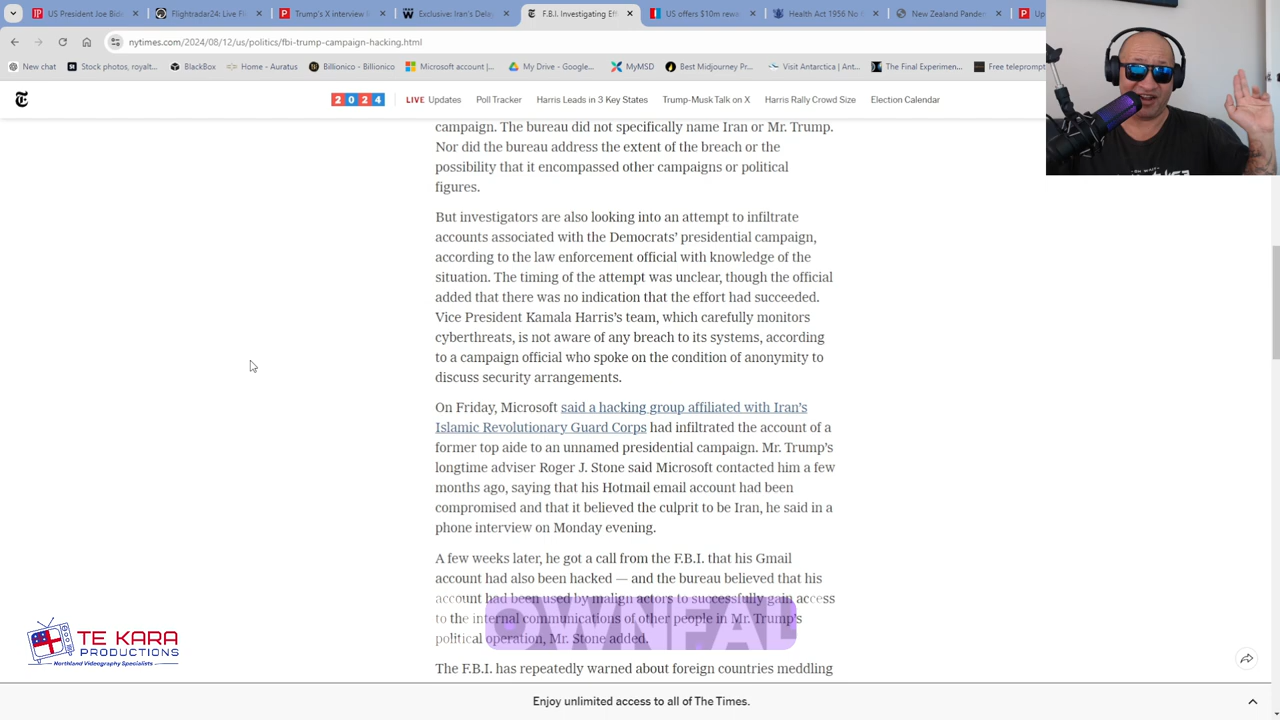 US President Joe Bid
Flightradar24: Live Fl
Trump's X interview
Exclusive: Iran's Dele
F.B.I. Investigating Eff
US offers $10m rewa
Health Act 1956 No
New Zealand Pander
Up
nytimes.com/2024/08/12/us/politics/fbi-trump-campaign-hacking.html
New chat
Stock photos, royalt...
BlackBox
Home - Auratus
Billionico - Billionico
Microsoft account |...
My Drive - Google...
MyMSD
Best Midjourney Pr...
Visit Antarctica | Ant...
The Final Experimen...
Free teleprompt
2024
LIVE Updates
Poll Tracker
Harris Leads in 3 Key States
Trump-Musk Talk on X
Harris Rally Crowd Size
Election Calendar
campaign. The bureau did not specifically name Iran or Mr. Trump.
Nor did the bureau address the extent of the breach or the
possibility that it encompassed other campaigns or political
figures.
But investigators are also looking into an attempt to infiltrate
accounts associated with the Democrats' presidential campaign,
according to the law enforcement official with knowledge of the
situation. The timing of the attempt was unclear, though the official
added that there was no indication that the effort had succeeded.
Vice President Kamala Harris's team, which carefully monitors
cyberthreats, is not aware of any breach to its systems, according
to a campaign official who spoke on the condition of anonymity to
discuss security arrangements.
On Friday, Microsoft said a hacking group affiliated with Iran's
Islamic Revolutionary Guard Corps had infiltrated the account of a
former top aide to an unnamed presidential campaign. Mr. Trump's
longtime adviser Roger J. Stone said Microsoft contacted him a few
months ago, saying that his Hotmail email account had been
compromised and that it believed the culprit to be Iran, he said in a
phone interview on Monday evening.
A few weeks later, he got a call from the F.B.I. that his Gmail
account had also been hacked — and the bureau believed that his
account had been used by malign actors to successfully gain access
to the internal communications of other people in Mr. Trump's
political operation, Mr. Stone added.
The F.B.I. has repeatedly warned about foreign countries meddling
TE KARA
PRODUCTIONS
Northland Videography Specialists
Enjoy unlimited access to all of The Times.